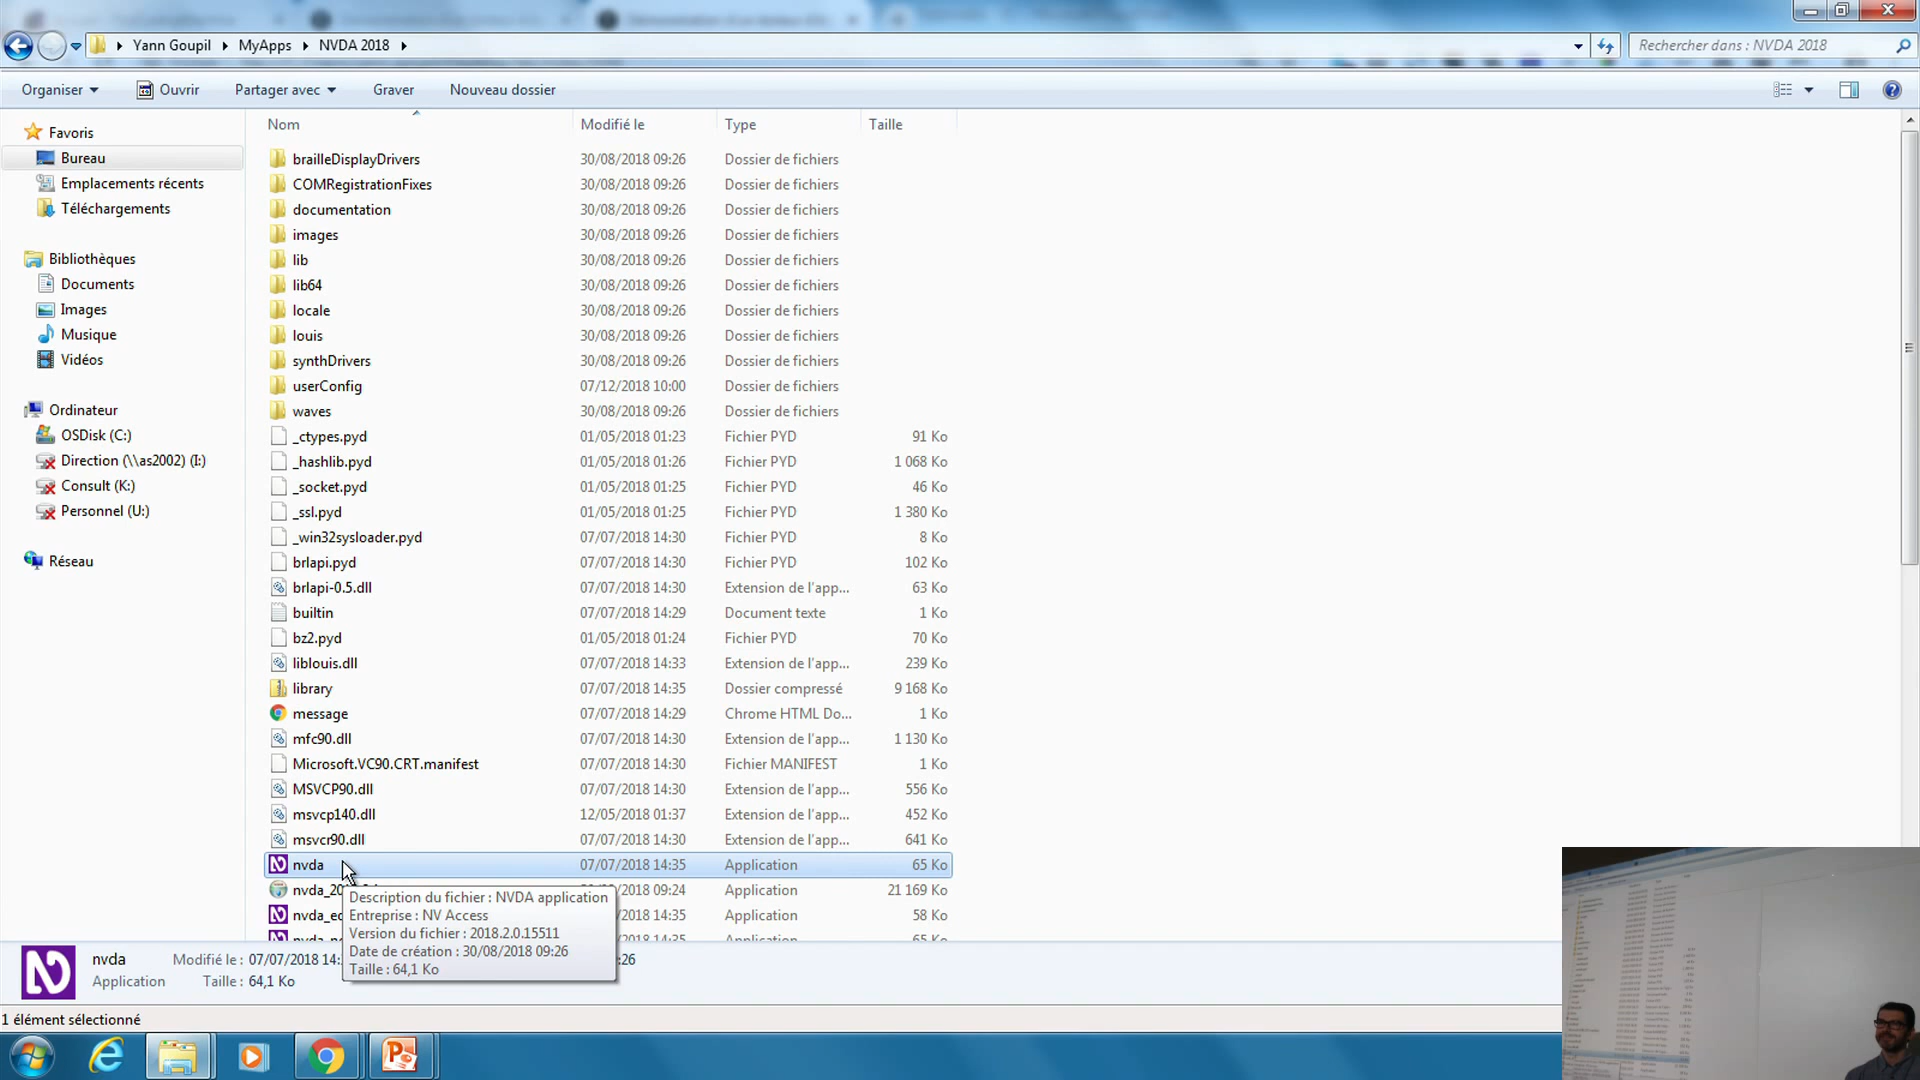 Yann Goupil MyApps NVDA 2018
Rechercher dans : NVDA 2018
Organiser Ouvrir Partager avec Graver Nouveau dossier
Favoris
Bureau
Emplacements récents
Téléchargements
Bibliothèques
Documents
Images
Musique
Vidéos
Ordinateur
OSDisk (C:)
Direction (\\as2002) (I:)
Consult (K:)
Personnel (U:)
Réseau
Nom Modifié le Type Taille
brailleDisplayDrivers 30/08/2018 09:26 Dossier de fichiers
COMRegistrationFixes 30/08/2018 09:26 Dossier de fichiers
documentation 30/08/2018 09:26 Dossier de fichiers
images 30/08/2018 09:26 Dossier de fichiers
lib 30/08/2018 09:26 Dossier de fichiers
lib64 30/08/2018 09:26 Dossier de fichiers
locale 30/08/2018 09:26 Dossier de fichiers
louis 30/08/2018 09:26 Dossier de fichiers
synthDrivers 30/08/2018 09:26 Dossier de fichiers
userConfig 07/12/2018 10:00 Dossier de fichiers
waves 30/08/2018 09:26 Dossier de fichiers
_ctypes.pyd 01/05/2018 01:23 Fichier PYD 91 Ko
_hashlib.pyd 01/05/2018 01:26 Fichier PYD 1 068 Ko
_socket.pyd 01/05/2018 01:25 Fichier PYD 46 Ko
_ssl.pyd 01/05/2018 01:25 Fichier PYD 1 380 Ko
_win32sysloader.pyd 07/07/2018 14:30 Fichier PYD 8 Ko
brlapi.pyd 07/07/2018 14:30 Fichier PYD 102 Ko
brlapi-0.5.dll 07/07/2018 14:30 Extension de l'app... 63 Ko
builtin 07/07/2018 14:29 Document texte 1 Ko
bz2.pyd 01/05/2018 01:24 Fichier PYD 70 Ko
liblouis.dll 07/07/2018 14:33 Extension de l'app... 239 Ko
library 07/07/2018 14:35 Dossier compressé 9 168 Ko
message 07/07/2018 14:29 Chrome HTML Do... 1 Ko
mfc90.dll 07/07/2018 14:30 Extension de l'app... 1 130 Ko
Microsoft.VC90.CRT.manifest 07/07/2018 14:30 Fichier MANIFEST 1 Ko
MSVCP90.dll 07/07/2018 14:30 Extension de l'app... 556 Ko
msvcp140.dll 12/05/2018 01:37 Extension de l'app... 452 Ko
msvcr90.dll 07/07/2018 14:30 Extension de l'app... 641 Ko
nvda 07/07/2018 14:35 Application 65 Ko
nvda_20 09:24 Application 21 169 Ko
nvda_e 14:35 Application 58 Ko
14:35 Application 65 Ko
Description du fichier : NVDA application
Entreprise : NV Access
Version du fichier : 2018.2.0.15511
Date de création : 30/08/2018 09:26
Taille : 64,1 Ko
nvda Modifié le : 07/07/2018 14: :26
Application Taille : 64,1 Ko
1 élément sélectionné